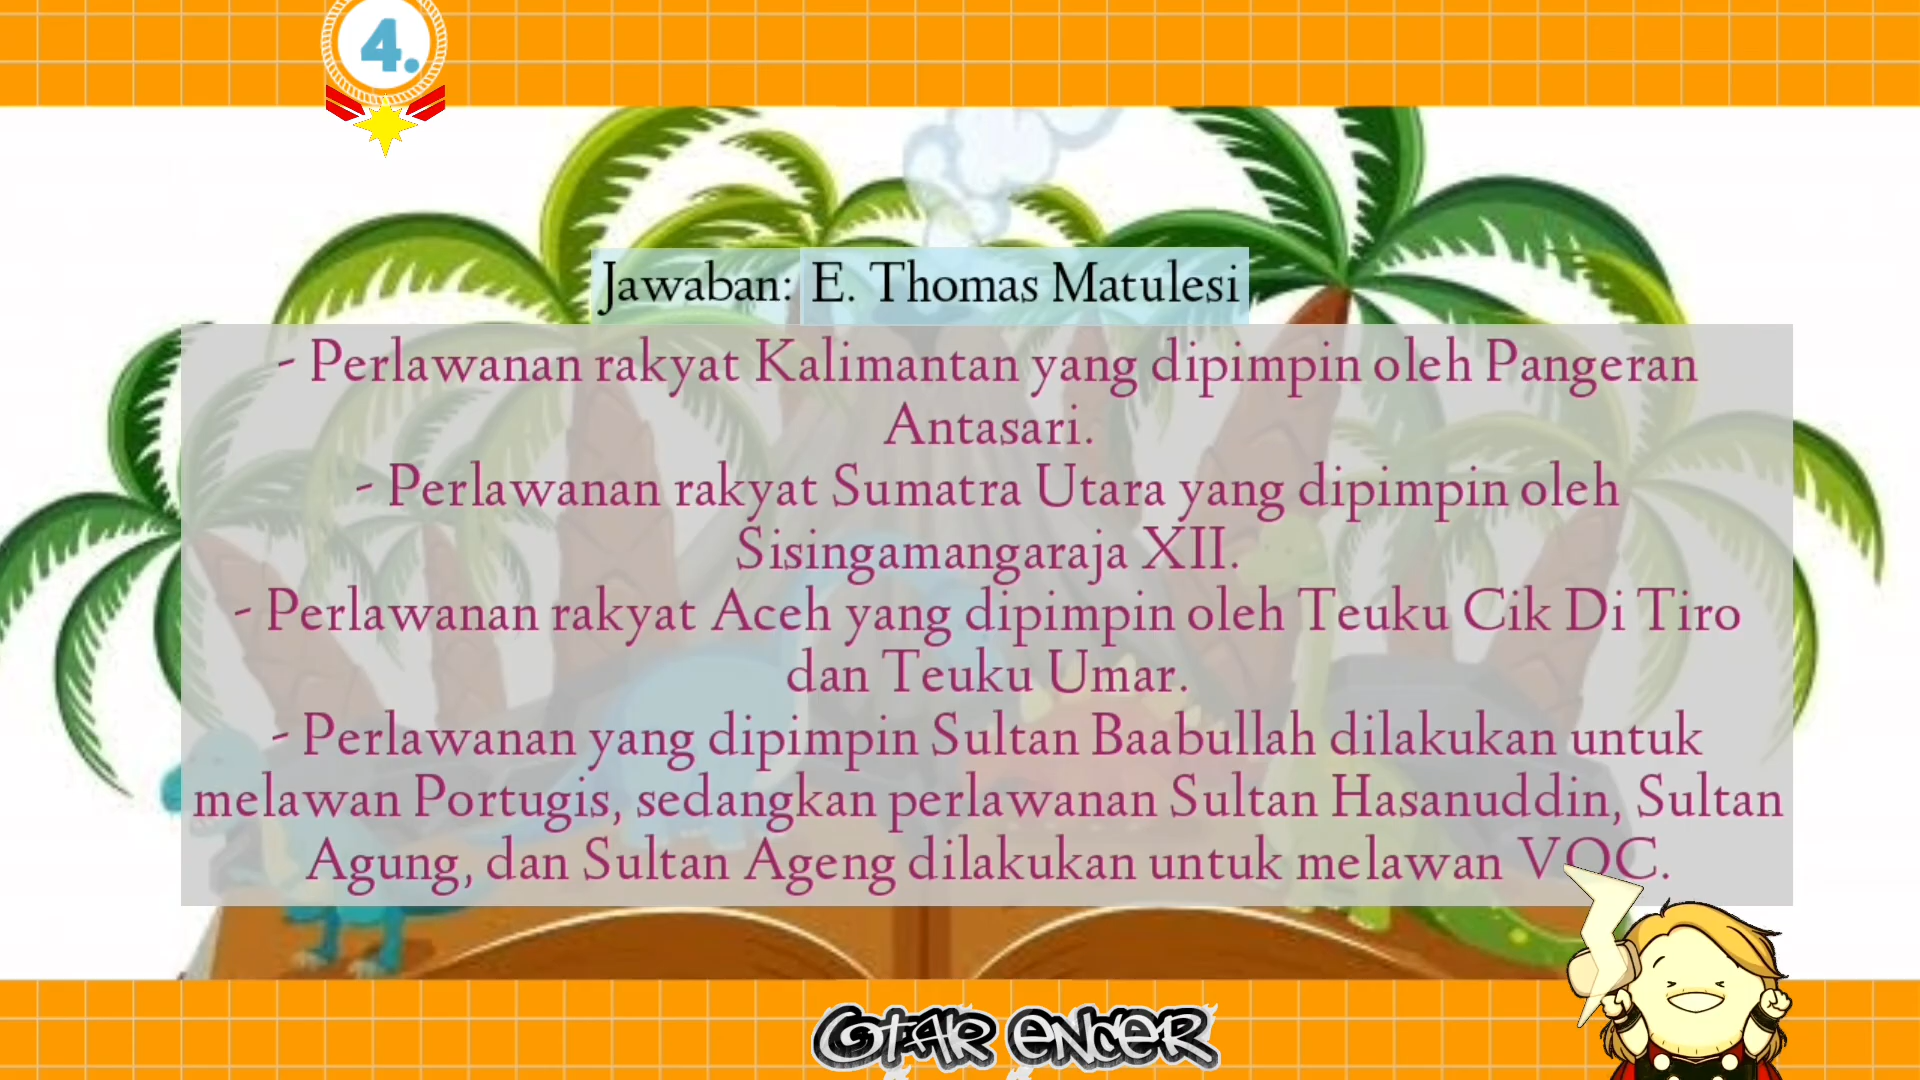 4.
Jawaban: E. Thomas Matulesi
- Perlawanan rakyat Kalimantan yang dipimpin oleh Pangeran
Antasari.
- Perlawanan rakyat Sumatra Utara yang dipimpin oleh
Sisingamangaraja XII.
- Perlawanan rakyat Aceh yang dipimpin oleh Teuku Cik Di Tiro
dan Teuku Umar.
- Perlawanan yang dipimpin Sultan Baabullah dilakukan untuk
melawan Portugis, sedangkan perlawanan Sultan Hasanuddin, Sultan
Agung, dan Sultan Ageng dilakukan untuk melawan VOC.
OTAK ENCER